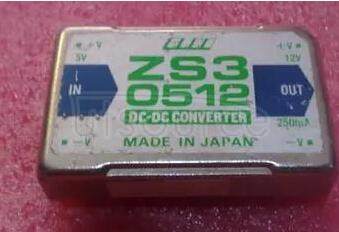 +V +V
5V 12V
ZS3
IN 0512 OUT
DC-DC CONVERTER 250mA
-V MADE IN JAPAN -V